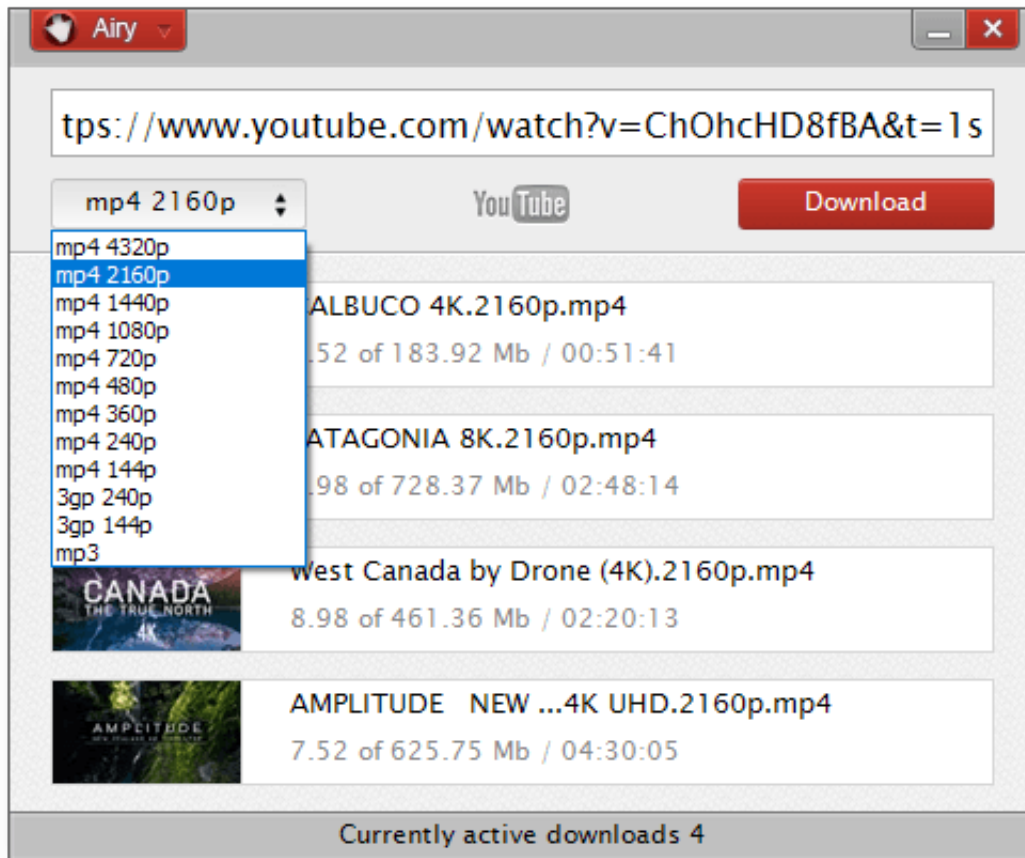 Airy
tps://www.youtube.com/watch?v=ChOhcHD8fBA&t=1s
mp4 2160p
YouTube
Download
mp4 4320p
mp4 2160p
mp4 1440p
mp4 1080p
mp4 720p
mp4 480p
mp4 360p
mp4 240p
mp4 144p
3gp 240p
3gp 144p
mp3
ALBUCO 4K.2160p.mp4
.52 of 183.92 Mb / 00:51:41
ATAGONIA 8K.2160p.mp4
.98 of 728.37 Mb / 02:48:14
CANADA
THE TRUE NORTH
4K
West Canada by Drone (4K).2160p.mp4
8.98 of 461.36 Mb / 02:20:13
AMPLITUDE
AMPLITUDE NEW ...4K UHD.2160p.mp4
7.52 of 625.75 Mb / 04:30:05
Currently active downloads 4